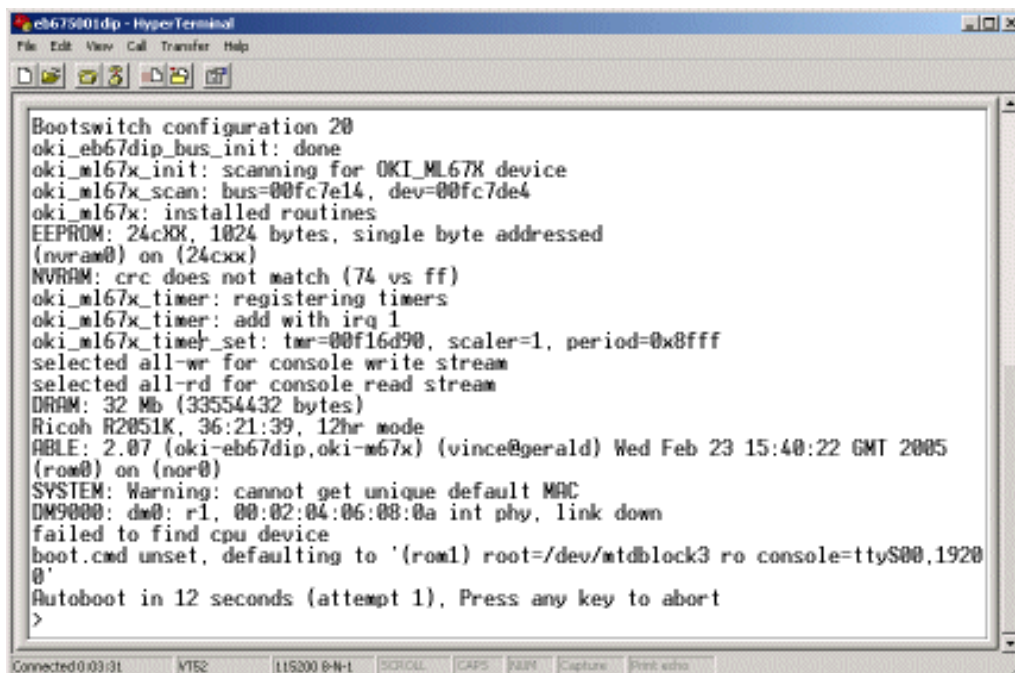 eb675001dip - HyperTerminal
File Edit View Call Transfer Help
Bootswitch configuration 20
oki_eb67dip_bus_init: done
oki_ml67x_init: scanning for OKI_ML67X device
oki_ml67x_scan: bus=00fc7e14, dev=00fc7de4
oki_ml67x: installed routines
EEPROM: 24cXX, 1024 bytes, single byte addressed
(nvram0) on (24cxx)
NVRAM: crc does not match (74 vs ff)
oki_ml67x_timer: registering timers
oki_ml67x_timer: add with irq 1
oki_ml67x_timer_set: tmr=00f16d90, scaler=1, period=0x8fff
selected all-wr for console write stream
selected all-rd for console read stream
DRAM: 32 Mb (33554432 bytes)
Ricoh R2051K, 36:21:39, 12hr mode
ABLE: 2.07 (oki-eb67dip,oki-m67x) (vince@gerald) Wed Feb 23 15:40:22 GMT 2005
(rom0) on (nor0)
SYSTEM: Warning: cannot get unique default MAC
DM9000: dm0: r1, 00:02:04:06:08:0a int phy, link down
failed to find cpu device
boot.cmd unset, defaulting to '(rom1) root=/dev/mtdblock3 ro console=ttyS00,1920
0'
Autoboot in 12 seconds (attempt 1), Press any key to abort
>
Connected 0:03:31 VT52 115200 8-N-1 SCROLL CAPS NUM Capture Print echo